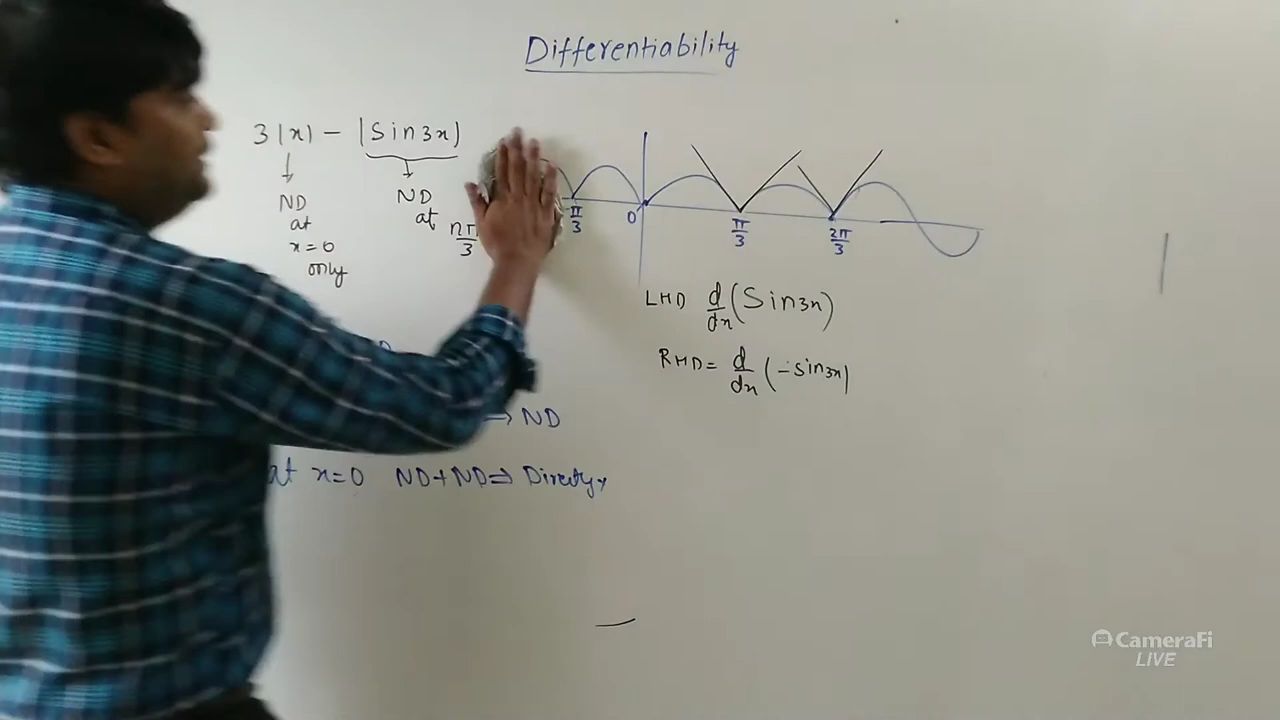 Differentiability
3|x| - |Sin3x|
ND
at
x=0
only
ND
at nπ/3
π/3
0
π/3
2π/3
LHD d/dx (Sin3x)
RHD= d/dx (-sin3x)
⇒ ND
at x=0 ND+ND⇒ Directly x
CameraFi
LIVE